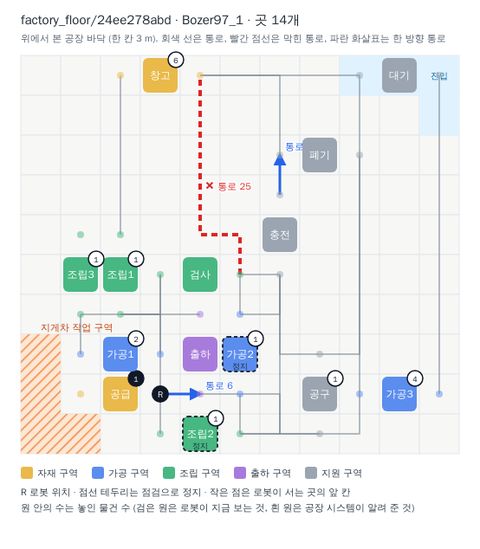 factory_floor/24ee278abd · Bozer97_1 · 곳 14개
위에서 본 공장 바닥 (한 칸 3 m). 회색 선은 통로, 빨간 점선은 막힌 통로, 파란 화살표는 한 방향 통로
창고
6
대기
진입
통로
폐기
✖ 통로 25
충전
조립3
1
조립1
1
검사
지게차 작업 구역
가공1
2
출하
가공2
1
정지
공급
1
R
통로 6
공구
1
가공3
4
조립2
1
정지
자재 구역
가공 구역
조립 구역
출하 구역
지원 구역
R 로봇 위치 · 점선 테두리는 점검으로 정지 · 작은 점은 로봇이 서는 곳의 앞 칸
원 안의 수는 놓인 물건 수 (검은 원은 로봇이 지금 보는 것, 흰 원은 공장 시스템이 알려 준 것)